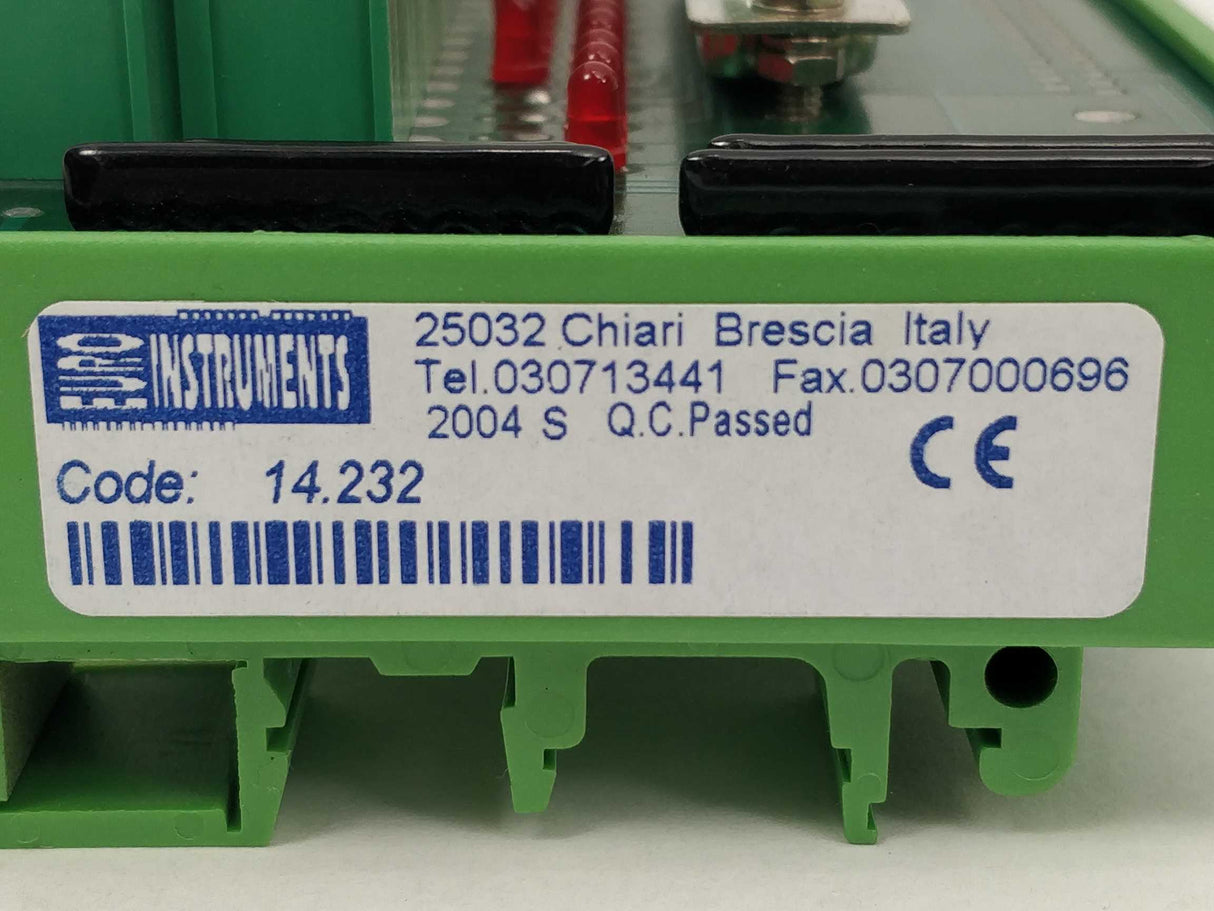 EURO
INSTRUMENTS
25032 Chiari Brescia Italy
Tel.030713441 Fax.0307000696
2004 S Q.C.Passed
CE
Code: 14.232